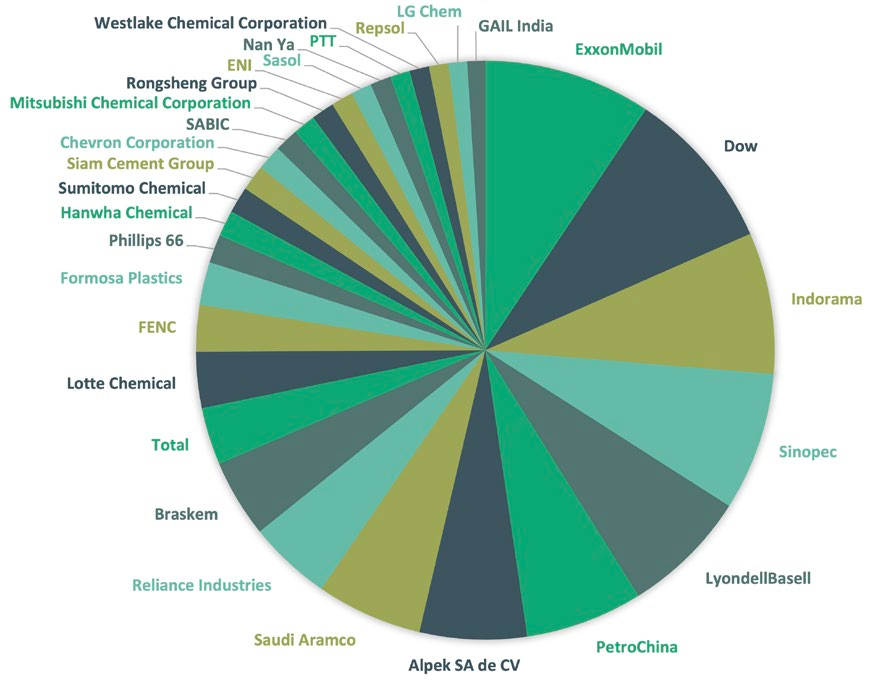 ExxonMobil
Dow
Indorama
Sinopec
LyondellBasell
PetroChina
Alpek SA de CV
Saudi Aramco
Reliance Industries
Braskem
Total
Lotte Chemical
FENC
Formosa Plastics
Phillips 66
Hanwha Chemical
Sumitomo Chemical
Siam Cement Group
Chevron Corporation
SABIC
Mitsubishi Chemical Corporation
Rongsheng Group
ENI
Sasol
Nan Ya
PTT
Westlake Chemical Corporation
Repsol
LG Chem
GAIL India